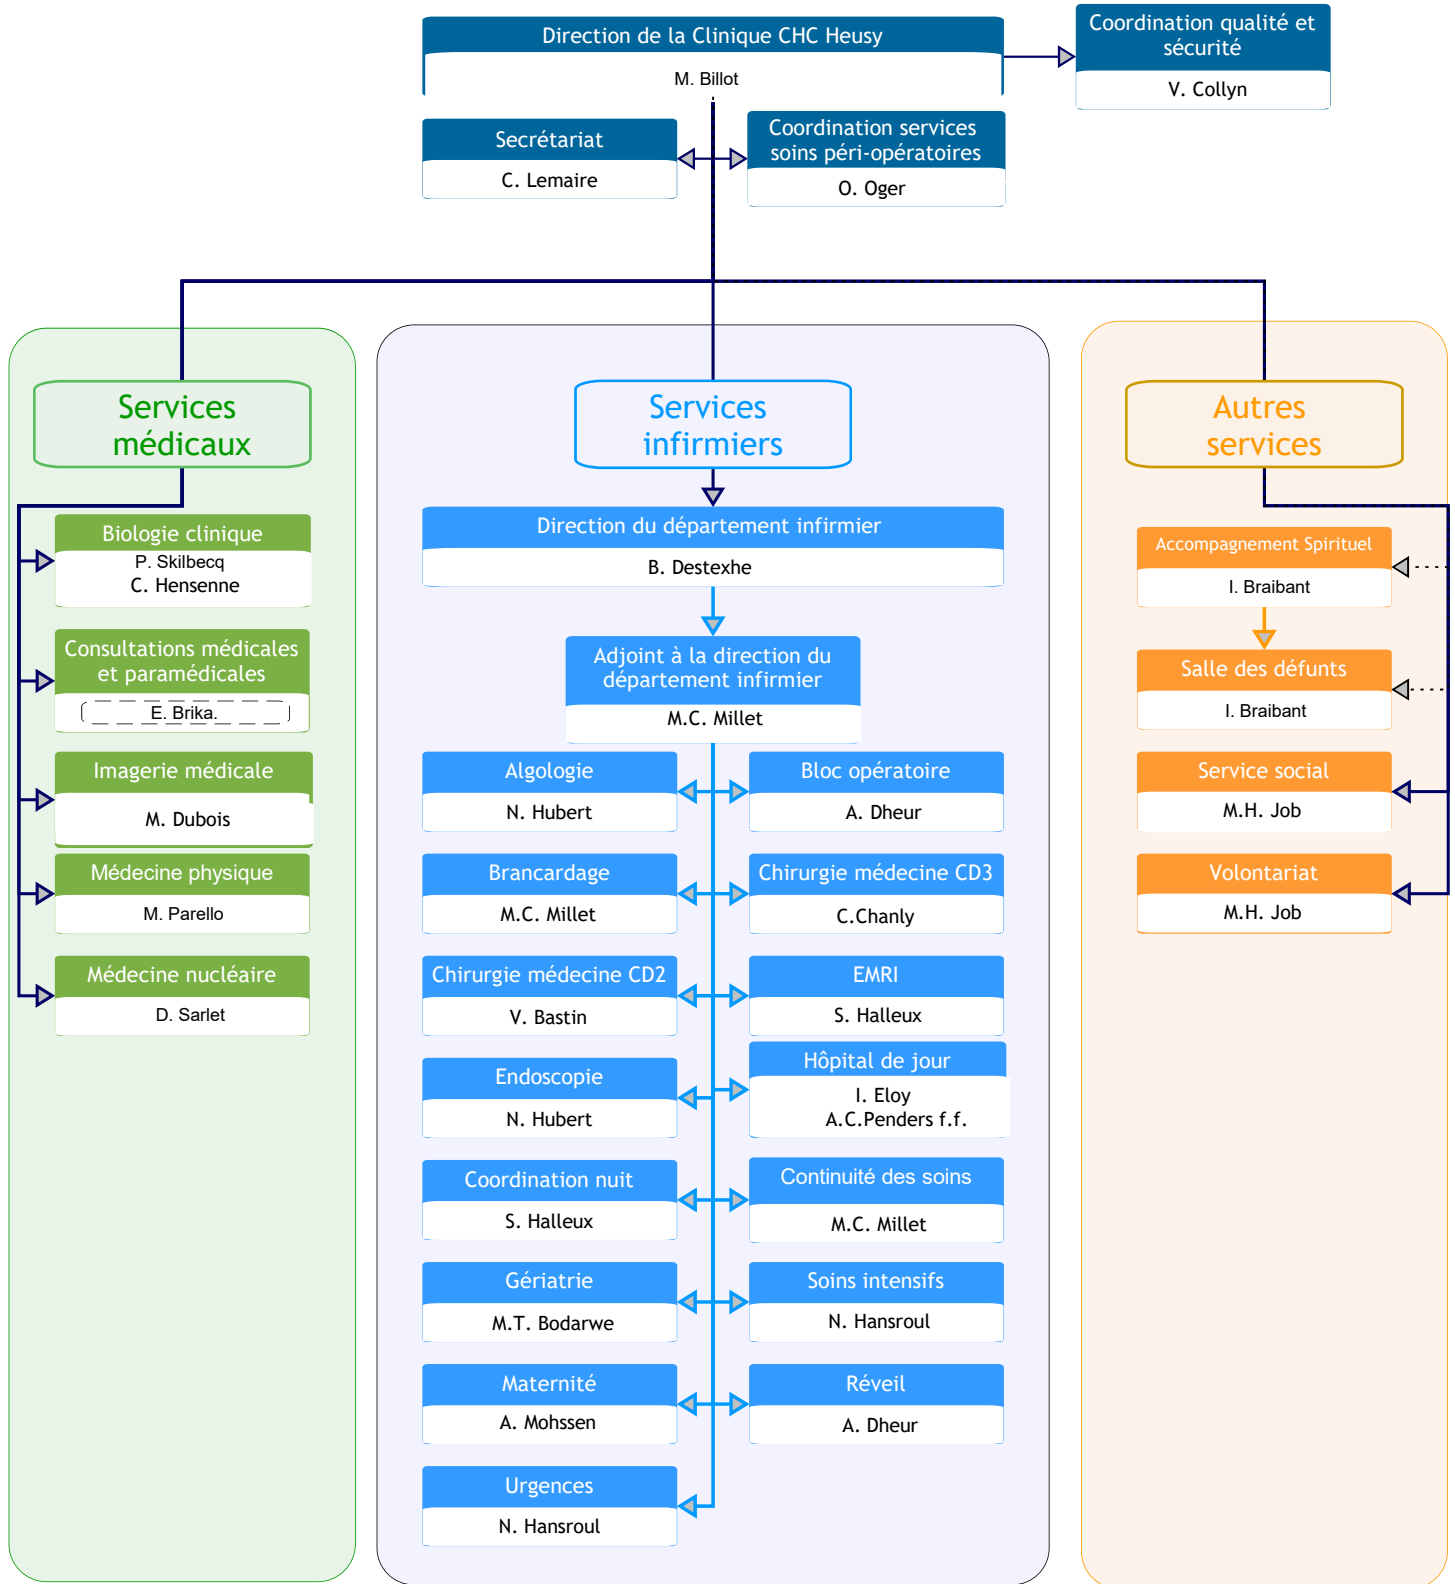 Direction de la Clinique CHC Heusy
M. Billot
Coordination qualité et
sécurité
V. Collyn
Secrétariat
C. Lemaire
Coordination services
soins péri-opératoires
O. Oger
Services
médicaux
Biologie clinique
P. Skilbecq
C. Hensenne
Consultations médicales
et paramédicales
E. Brika.
Imagerie médicale
M. Dubois
Médecine physique
M. Parello
Médecine nucléaire
D. Sarlet
Services
infirmiers
Direction du département infirmier
B. Destexhe
Adjoint à la direction du
département infirmier
M.C. Millet
Algologie
N. Hubert
Bloc opératoire
A. Dheur
Brancardage
M.C. Millet
Chirurgie médecine CD3
C.Chanly
Chirurgie médecine CD2
V. Bastin
EMRI
S. Halleux
Endoscopie
N. Hubert
Hôpital de jour
I. Eloy
A.C.Penders f.f.
Coordination nuit
S. Halleux
Continuité des soins
M.C. Millet
Gériatrie
M.T. Bodarwe
Soins intensifs
N. Hansroul
Maternité
A. Mohssen
Réveil
A. Dheur
Urgences
N. Hansroul
Autres
services
Accompagnement Spirituel
I. Braibant
Salle des défunts
I. Braibant
Service social
M.H. Job
Volontariat
M.H. Job